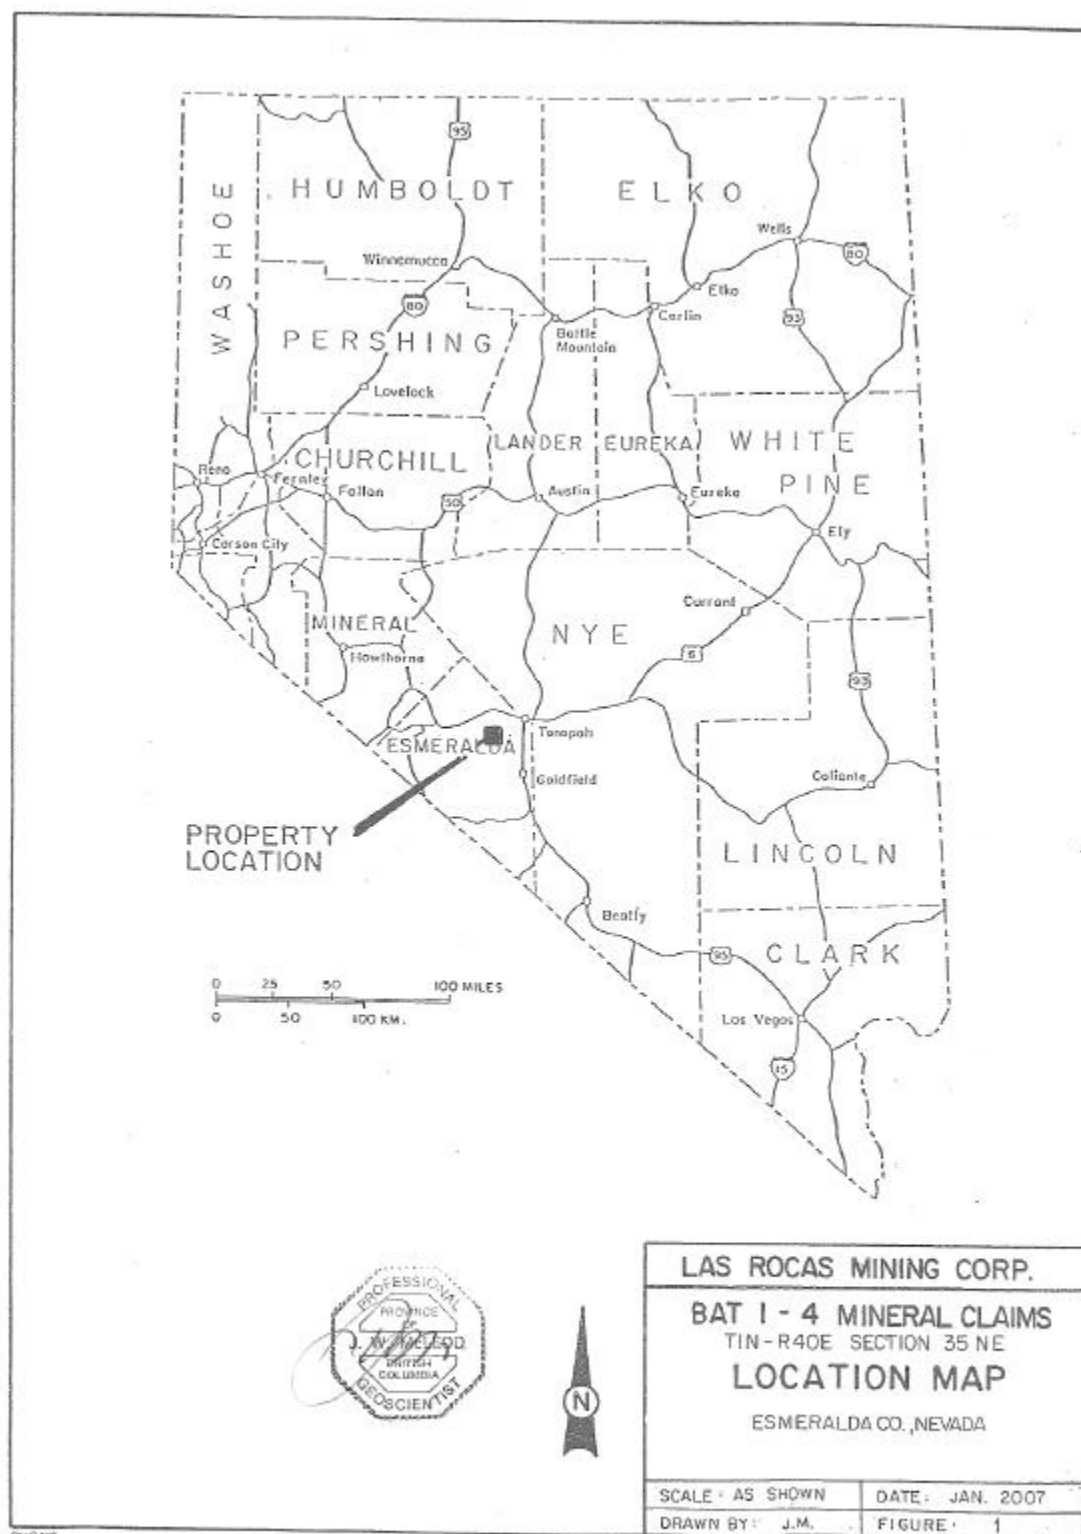 95
HUMBOLDT
ELKO
WASHOE
Wells
80
Winnemucca
Elko
80
Carlin
93
Battle
Mountain
PERSHING
Lovelock
LANDER
EUREKA
WHITE
PINE
CHURCHILL
Reno
Fernley
Fallon
50
Austin
Eureka
Ely
Carson City
Currant
MINERAL
NYE
Hawthorne
6
93
Tonopah
ESMERALDA
Goldfield
Caliente
PROPERTY
LOCATION
LINCOLN
Beatty
95
CLARK
0 25 50 100 MILES
0 50 100 KM.
Las Vegas
15
PROFESSIONAL
PROVINCE
OF
J. W. McLEOD
BRITISH
COLUMBIA
GEOSCIENTIST
N
LAS ROCAS MINING CORP.
BAT 1 - 4 MINERAL CLAIMS
T1N-R40E SECTION 35 NE
LOCATION MAP
ESMERALDA CO., NEVADA
SCALE: AS SHOWN
DATE: JAN. 2007
DRAWN BY: J.M.
FIGURE: 1